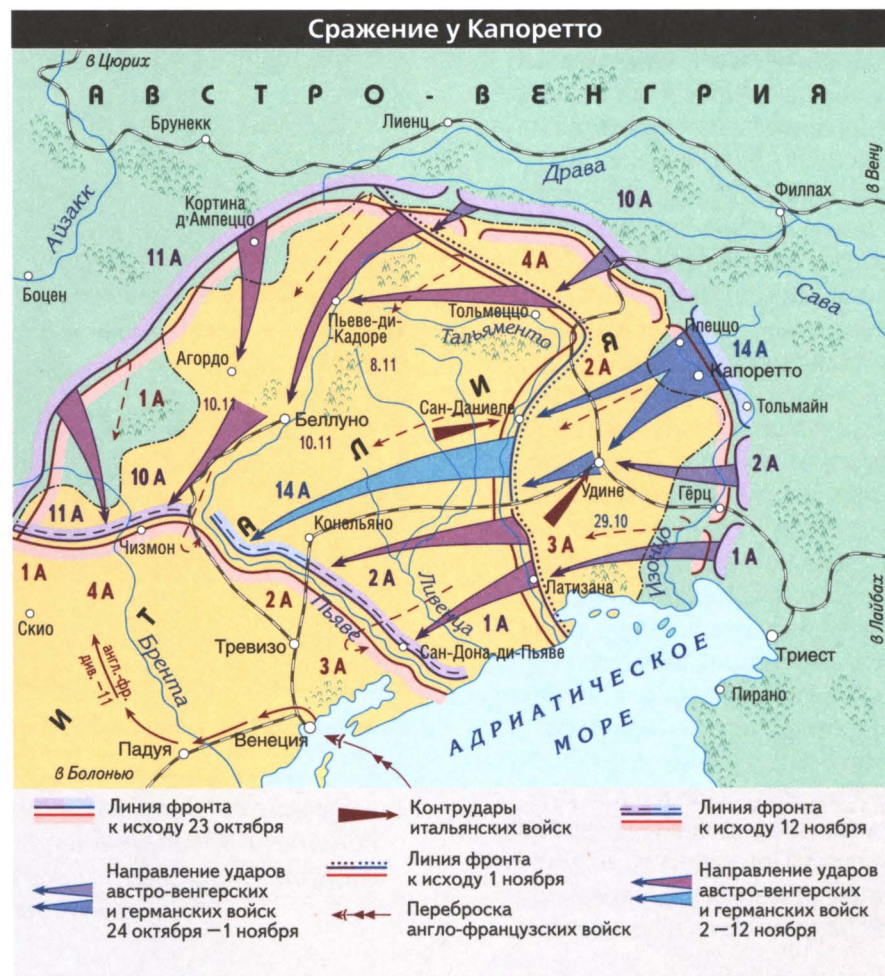 Сражение у Капоретто
в Цюрих
АВСТРО-ВЕНГРИЯ
Брунекк
Лиенц
Драва
в Вену
10 А
Филпах
Айзакк
Кортина
д'Ампеццо
11 А
4 А
Боцен
Сава
Пьеве-ди-
-Кадоре
Тольмеццо
Тальяменто
Плеццо
14 А
Агордо
8.11
2 А
Капоретто
1 А
10.11
Беллуно
Сан-Даниеле
Тольмайн
10.11
10 А
14 А
2 А
11 А
Удине
Гёрц
Чизмон
Конельяно
29.10
3 А
Изонцо
1 А
1 А
4 А
2 А
2 А
Ливенца
Латизана
в Лайбах
Скио
Пьяве
1 А
Брента
Тревизо
Сан-Дона-ди-Пьяве
Триест
англ.-фр.
див. –11
3 А
Пирано
ИТАЛИЯ
АДРИАТИЧЕСКОЕ
МОРЕ
Падуя
Венеция
в Болонью
Линия фронта
к исходу 23 октября
Контрудары
итальянских войск
Линия фронта
к исходу 12 ноября
Направление ударов
австро-венгерских
и германских войск
24 октября –1 ноября
Линия фронта
к исходу 1 ноября
Переброска
англо-французских войск
Направление ударов
австро-венгерских
и германских войск
2 –12 ноября